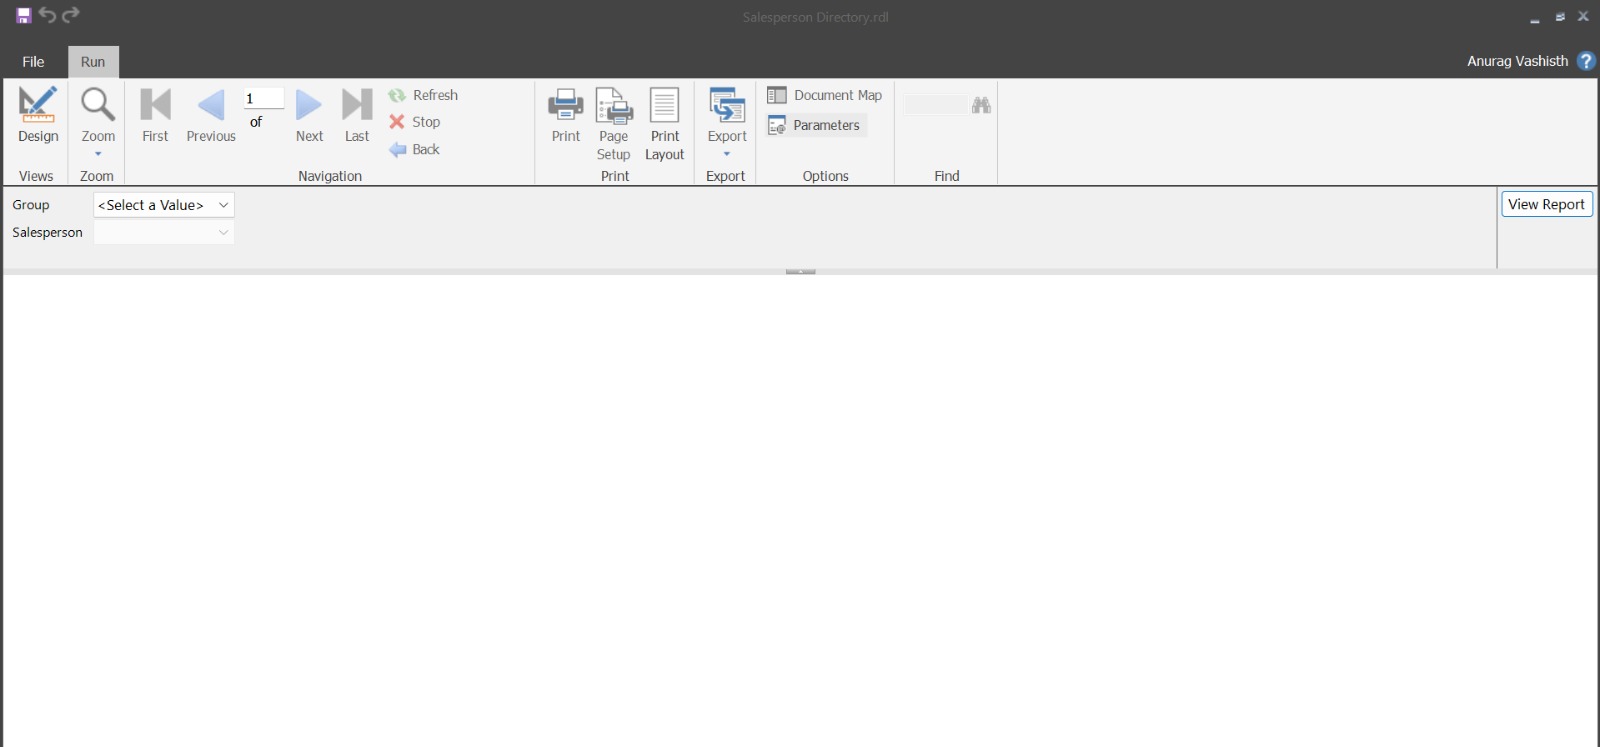 Salesperson Directory.rdl
File
Run
Anurag Vashisth
?
Design
Views
Zoom
Zoom
First
Previous
1
of
Next
Last
Refresh
Stop
Back
Navigation
Print
Page
Setup
Print
Layout
Print
Export
Export
Document Map
Parameters
Options
Find
Group
<Select a Value>
Salesperson
View Report